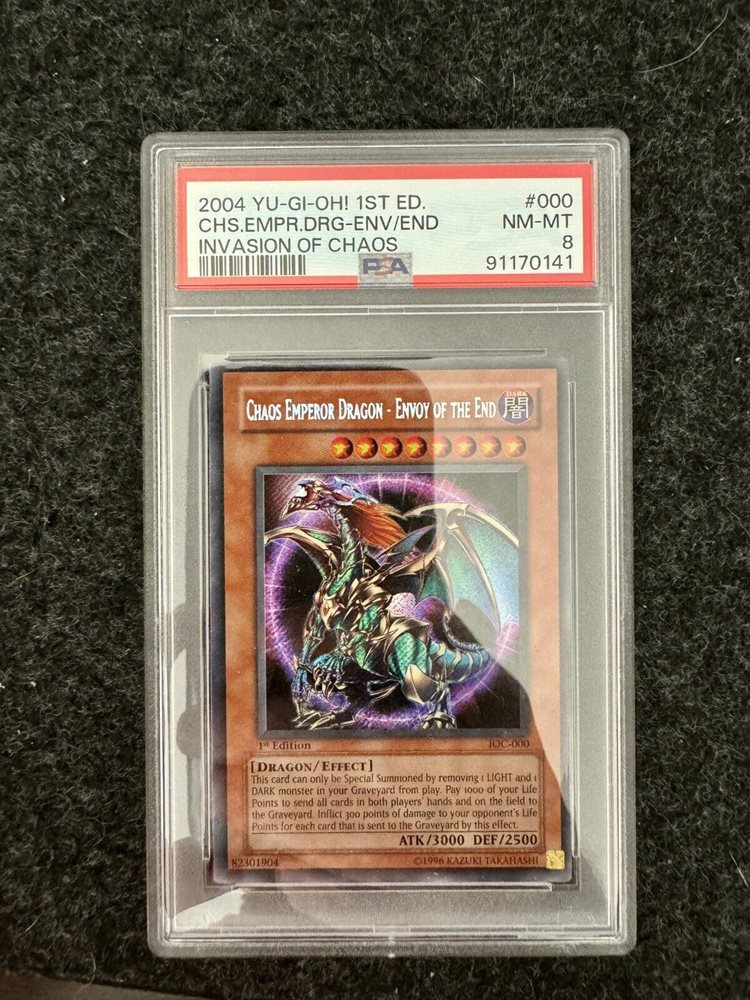 2004 YU-GI-OH! 1ST ED. #000
CHS.EMPR.DRG-ENV/END NM-MT
INVASION OF CHAOS 8
PSA 91170141
CHAOS EMPEROR DRAGON - ENVOY OF THE END
DARK
闇
1st Edition IOC-000
[DRAGON/EFFECT]
This card can only be Special Summoned by removing 1 LIGHT and 1
DARK monster in your Graveyard from play. Pay 1000 of your Life
Points to send all cards in both players' hands and on the field to
the Graveyard. Inflict 300 points of damage to your opponent's Life
Points for each card that is sent to the Graveyard by this effect.
ATK/3000 DEF/2500
82301904 ©1996 KAZUKI TAKAHASHI